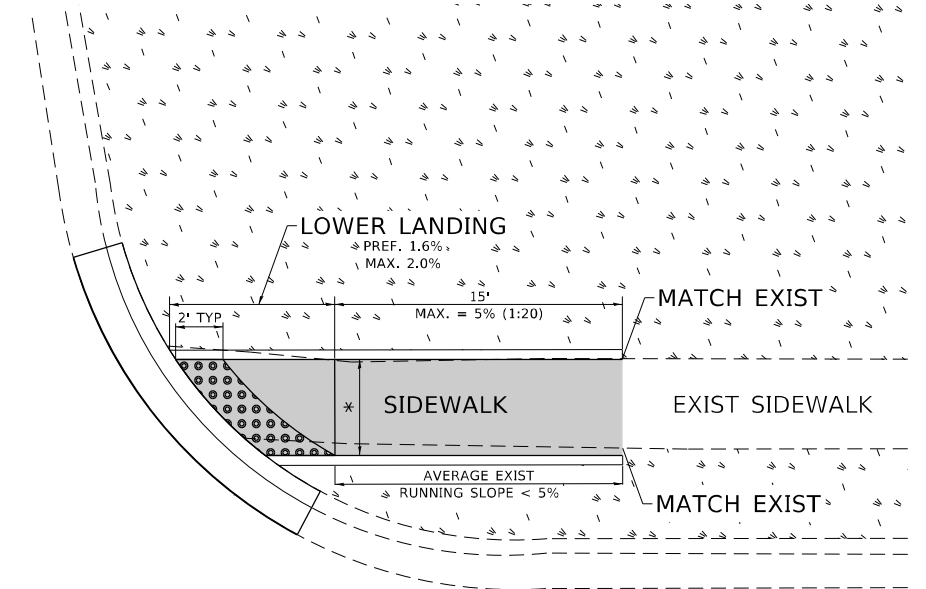 LOWER LANDING
PREF. 1.6%
MAX. 2.0%
15'
MAX. = 5% (1:20)
MATCH EXIST
2' TYP
* SIDEWALK
EXIST SIDEWALK
AVERAGE EXIST
RUNNING SLOPE < 5%
MATCH EXIST